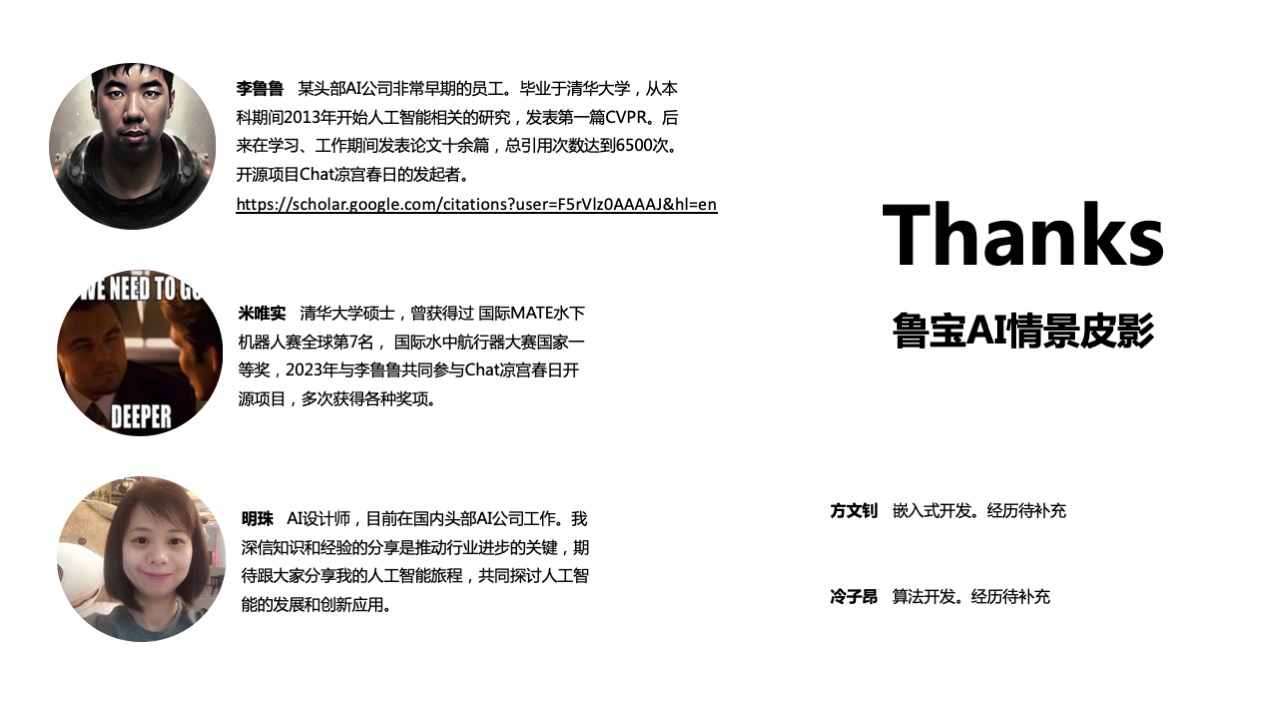 李鲁鲁 某头部AI公司非常早期的员工。毕业于清华大学，从本
科期间2013年开始人工智能相关的研究，发表第一篇CVPR。后
来在学习、工作期间发表论文十余篇，总引用次数达到6500次。
开源项目Chat凉宫春日的发起者。
https://scholar.google.com/citations?user=F5rVlz0AAAAJ&hl=en
WE NEED TO GO
DEEPER
米唯实 清华大学硕士，曾获得过 国际MATE水下
机器人赛全球第7名， 国际水中航行器大赛国家一
等奖，2023年与李鲁鲁共同参与Chat凉宫春日开
源项目，多次获得各种奖项。
明珠 AI设计师，目前在国内头部AI公司工作。我
深信知识和经验的分享是推动行业进步的关键，期
待跟大家分享我的人工智能旅程，共同探讨人工智
能的发展和创新应用。
Thanks
鲁宝AI情景皮影
方文钊 嵌入式开发。经历待补充
冷子昂 算法开发。经历待补充